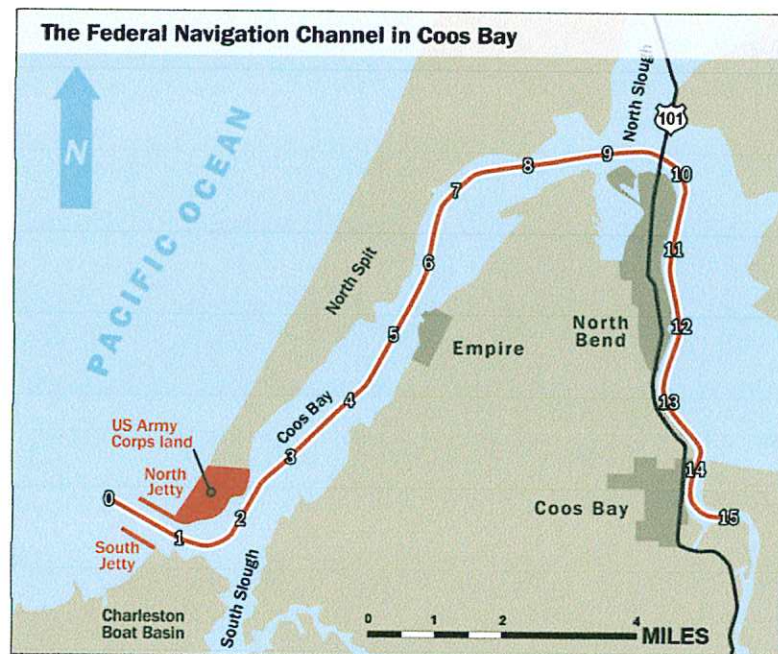 The Federal Navigation Channel in Coos Bay
N
PACIFIC OCEAN
North Slough
101
9
8
10
7
11
6
North Spit
12
North
Bend
5
Empire
4
13
Coos Bay
US Army
Corps land
3
14
North
Jetty
0
2
Coos Bay
15
1
South
Jetty
South Slough
Charleston
Boat Basin
0 1 2 4
MILES